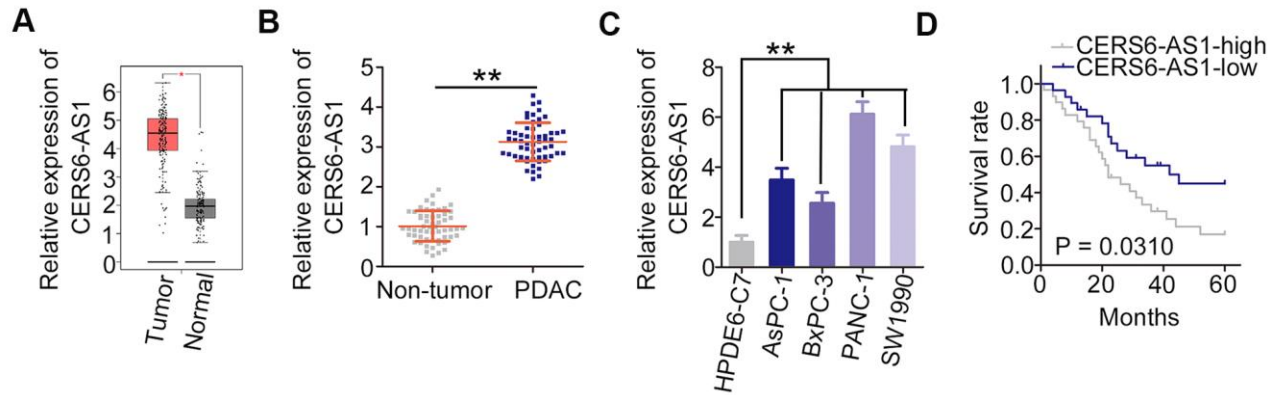 A
Relative expression of
CERS6-AS1
6
5
4
3
2
1
0
*
Tumor
Normal
B
Relative expression of
CERS6-AS1
5
4
3
2
1
0
**
Non-tumor
PDAC
C
Relative expression of
CERS6-AS1
8
6
4
2
0
**
HPDE6-C7
AsPC-1
BxPC-3
PANC-1
SW1990
D
CERS6-AS1-high
CERS6-AS1-low
Survival rate
1.0
0.8
0.6
0.4
0.2
0.0
P = 0.0310
0
20
40
60
Months